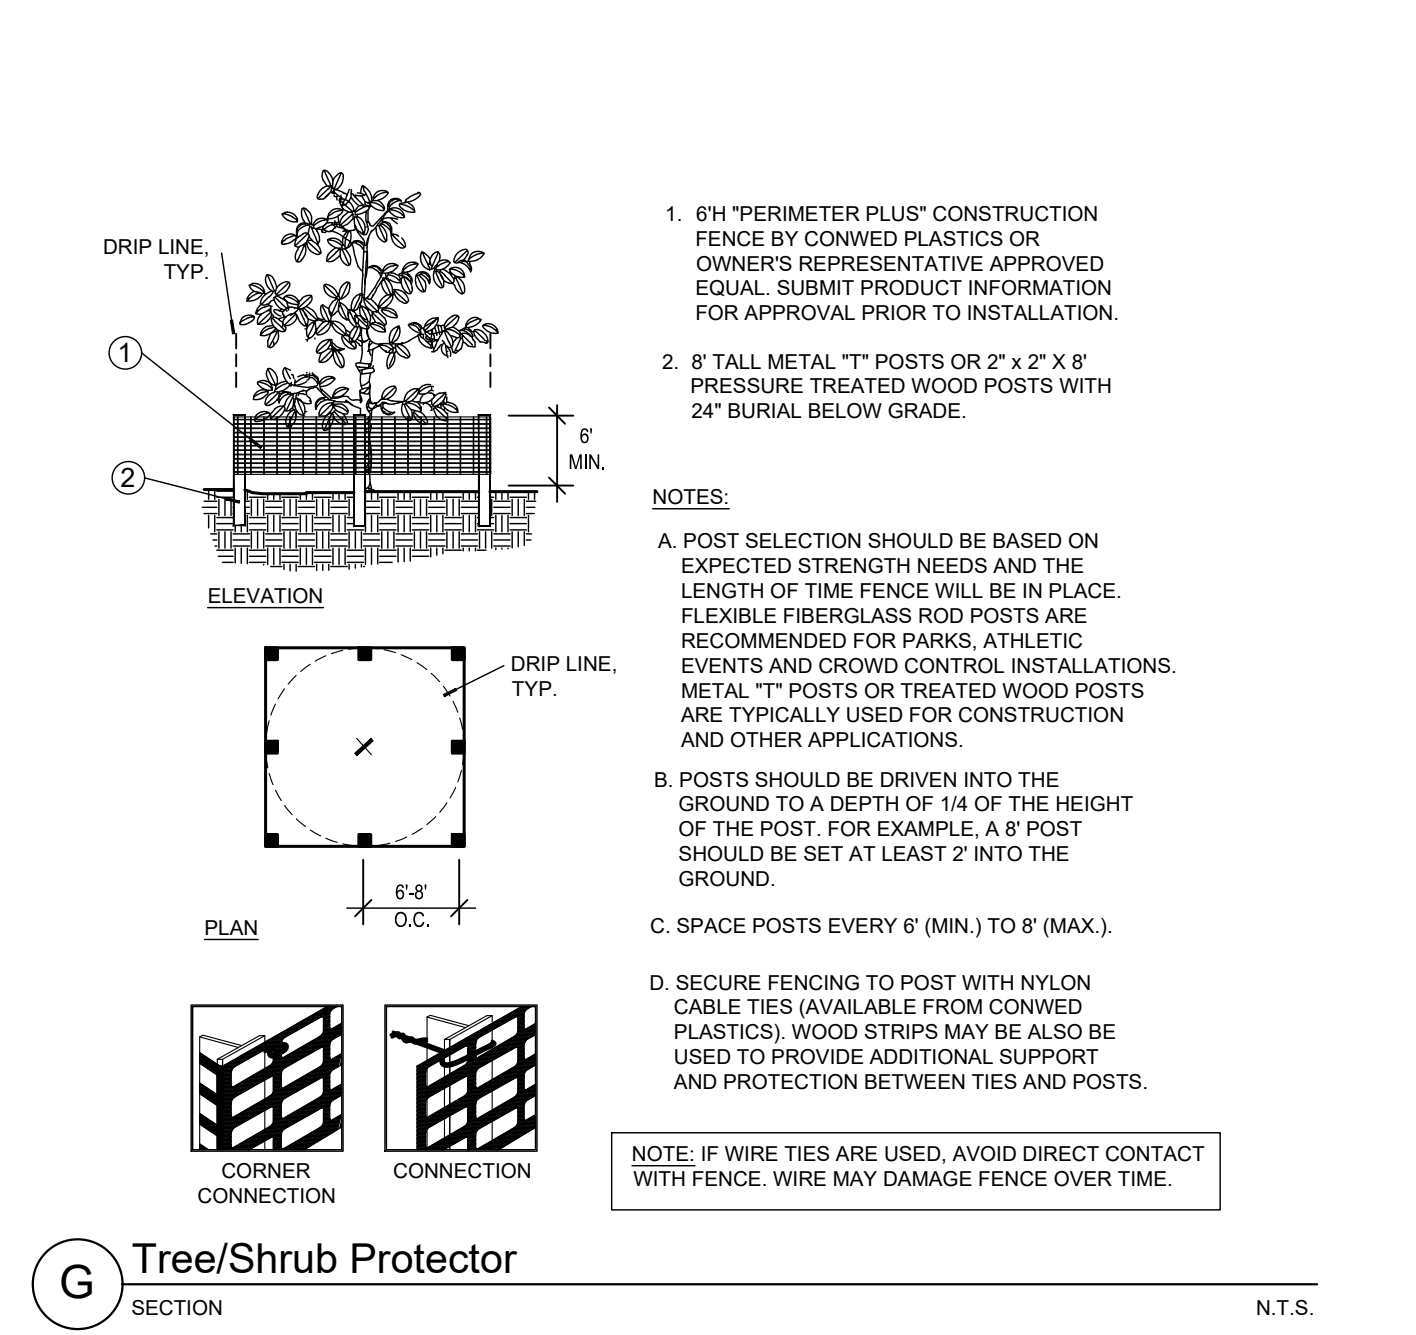 DRIP LINE,
TYP.
1
2
6'
MIN.
ELEVATION
DRIP LINE,
TYP.
6'-8'
O.C.
PLAN
CORNER
CONNECTION
CONNECTION
1. 6'H "PERIMETER PLUS" CONSTRUCTION
FENCE BY CONWED PLASTICS OR
OWNER'S REPRESENTATIVE APPROVED
EQUAL. SUBMIT PRODUCT INFORMATION
FOR APPROVAL PRIOR TO INSTALLATION.
2. 8' TALL METAL "T" POSTS OR 2" x 2" X 8'
PRESSURE TREATED WOOD POSTS WITH
24" BURIAL BELOW GRADE.
NOTES:
A. POST SELECTION SHOULD BE BASED ON
EXPECTED STRENGTH NEEDS AND THE
LENGTH OF TIME FENCE WILL BE IN PLACE.
FLEXIBLE FIBERGLASS ROD POSTS ARE
RECOMMENDED FOR PARKS, ATHLETIC
EVENTS AND CROWD CONTROL INSTALLATIONS.
METAL "T" POSTS OR TREATED WOOD POSTS
ARE TYPICALLY USED FOR CONSTRUCTION
AND OTHER APPLICATIONS.
B. POSTS SHOULD BE DRIVEN INTO THE
GROUND TO A DEPTH OF 1/4 OF THE HEIGHT
OF THE POST. FOR EXAMPLE, A 8' POST
SHOULD BE SET AT LEAST 2' INTO THE
GROUND.
C. SPACE POSTS EVERY 6' (MIN.) TO 8' (MAX.).
D. SECURE FENCING TO POST WITH NYLON
CABLE TIES (AVAILABLE FROM CONWED
PLASTICS). WOOD STRIPS MAY BE ALSO BE
USED TO PROVIDE ADDITIONAL SUPPORT
AND PROTECTION BETWEEN TIES AND POSTS.
NOTE: IF WIRE TIES ARE USED, AVOID DIRECT CONTACT
WITH FENCE. WIRE MAY DAMAGE FENCE OVER TIME.
G
Tree/Shrub Protector
SECTION
N.T.S.